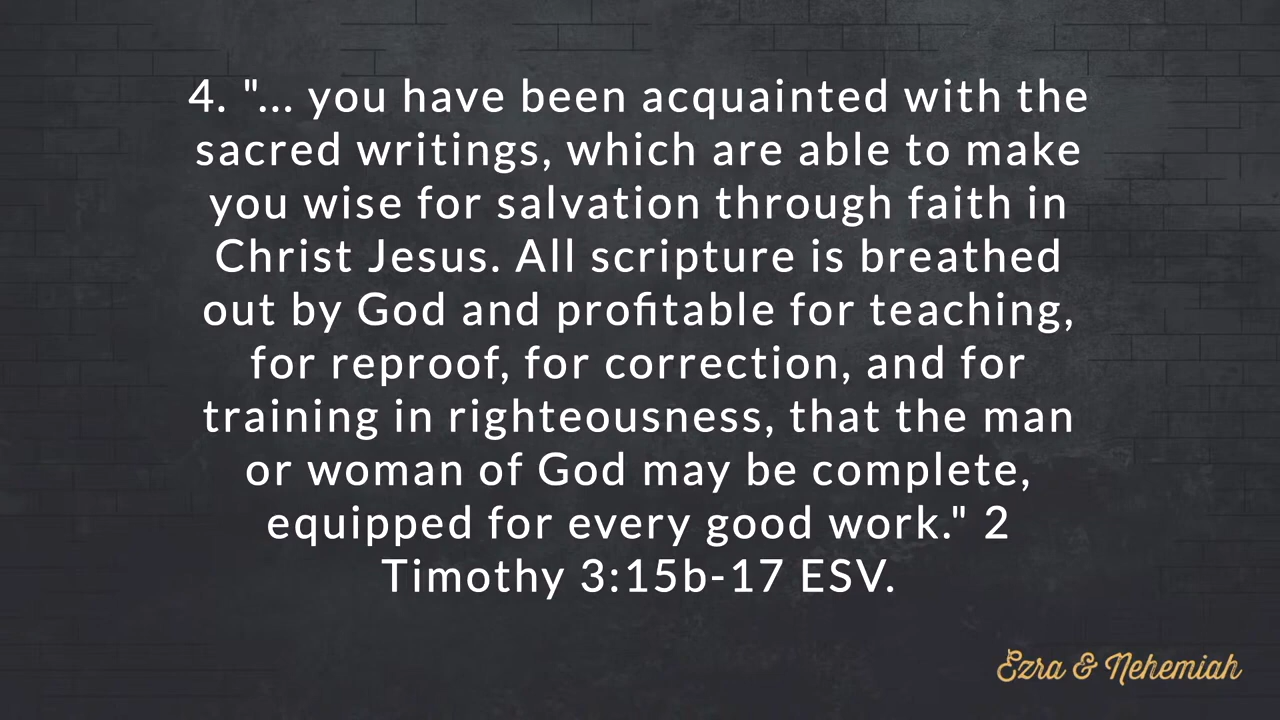 4. "... you have been acquainted with the
sacred writings, which are able to make
you wise for salvation through faith in
Christ Jesus. All scripture is breathed
out by God and profitable for teaching,
for reproof, for correction, and for
training in righteousness, that the man
or woman of God may be complete,
equipped for every good work." 2
Timothy 3:15b-17 ESV.
Ezra & Nehemiah